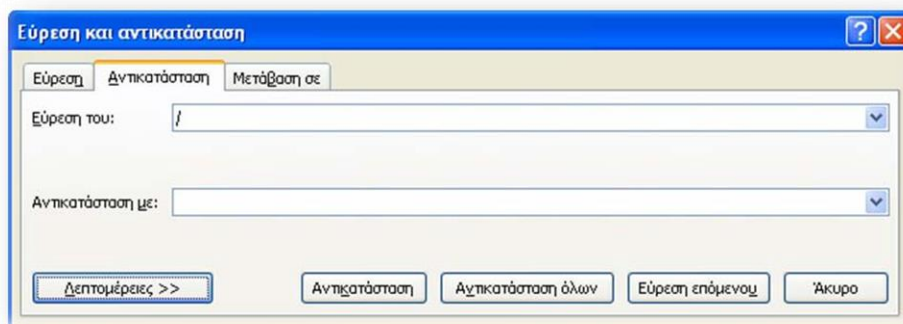 Εύρεση και αντικατάσταση
Εύρεση Αντικατάσταση Μετάβαση σε
Εύρεση του: /
Αντικατάσταση με:
Λεπτομέρειες >> Αντικατάσταση Αντικατάσταση όλων Εύρεση επόμενου Άκυρο